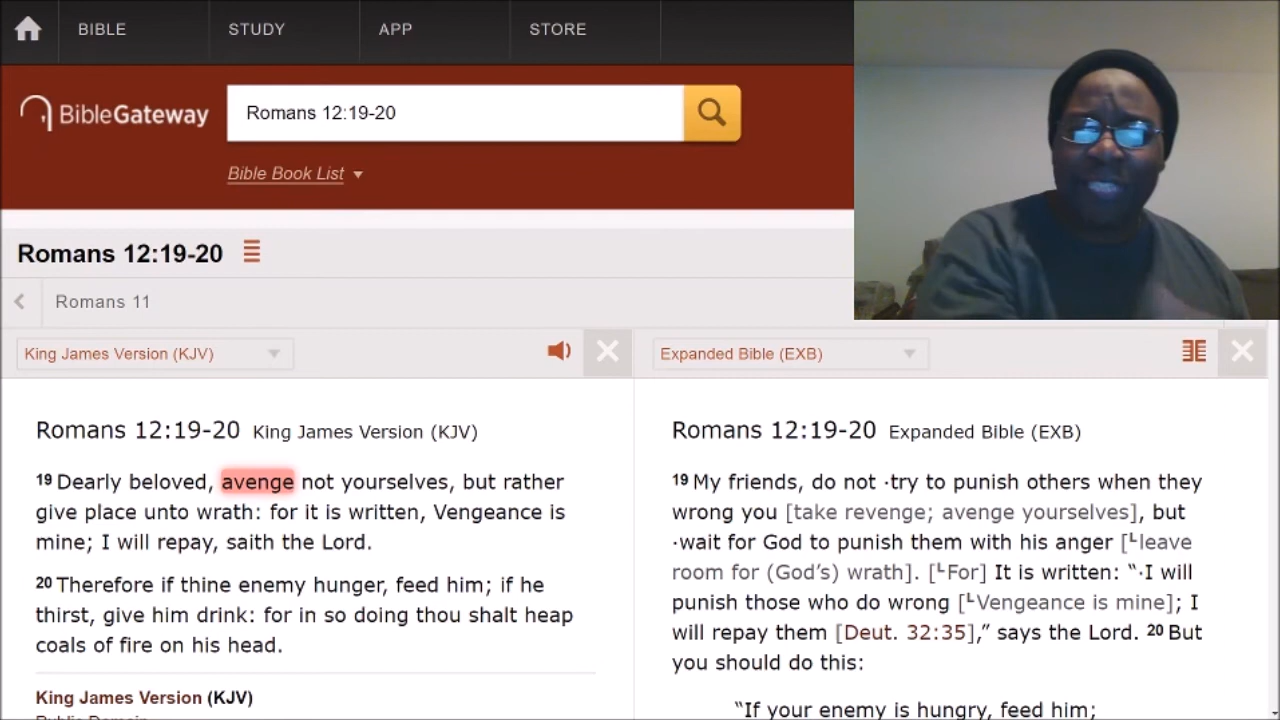 BIBLE STUDY APP STORE
BibleGateway
Romans 12:19-20
Bible Book List
Romans 12:19-20
Romans 11
King James Version (KJV)
Expanded Bible (EXB)
Romans 12:19-20 King James Version (KJV)
19 Dearly beloved, avenge not yourselves, but rather
give place unto wrath: for it is written, Vengeance is
mine; I will repay, saith the Lord.
20 Therefore if thine enemy hunger, feed him; if he
thirst, give him drink: for in so doing thou shalt heap
coals of fire on his head.
King James Version (KJV)
Public Domain
Romans 12:19-20 Expanded Bible (EXB)
19 My friends, do not ·try to punish others when they
wrong you [take revenge; avenge yourselves], but
·wait for God to punish them with his anger [└leave
room for (God's) wrath]. [└For] It is written: “·I will
punish those who do wrong [└Vengeance is mine]; I
will repay them [Deut. 32:35],” says the Lord. 20 But
you should do this:
“If your enemy is hungry, feed him;